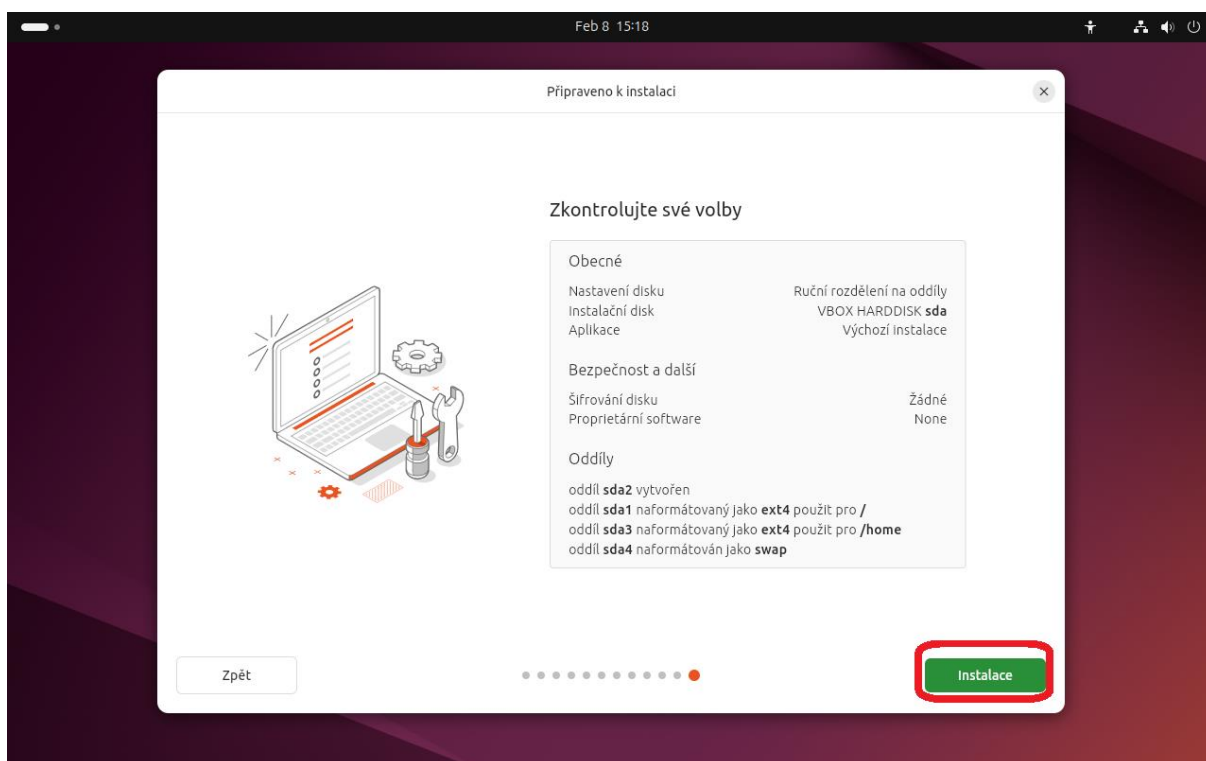 Feb 8 15:18
Připraveno k instalaci
Zkontrolujte své volby
Obecné
Nastavení disku Ruční rozdělení na oddíly
Instalační disk VBOX HARDDISK sda
Aplikace Výchozí instalace
Bezpečnost a další
Šifrování disku Žádné
Proprietární software None
Oddíly
oddíl sda2 vytvořen
oddíl sda1 naformátovaný jako ext4 použit pro /
oddíl sda3 naformátovaný jako ext4 použit pro /home
oddíl sda4 naformátován jako swap
Zpět
Instalace